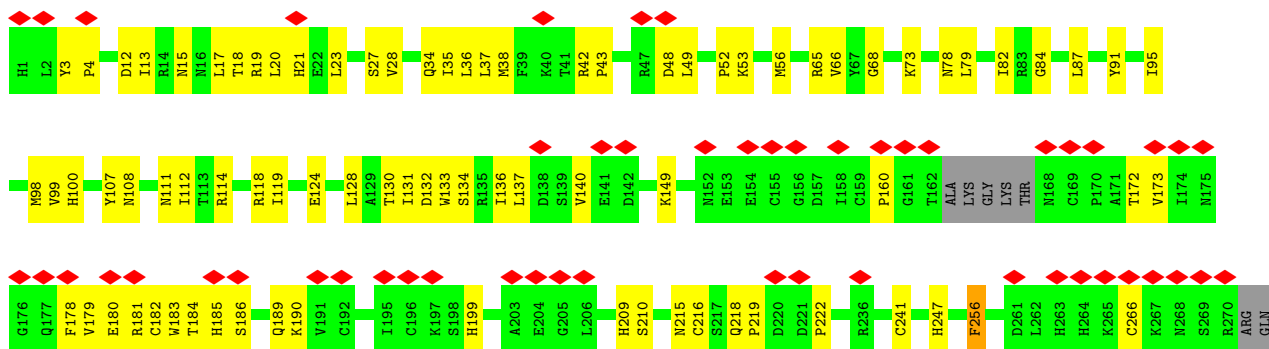 H1 L2 Y3 P4 D12 I13 R14 N15 N16 L17 T18 R19 L20 H21 E22 L23 S27 V28 Q34 I35 L36 L37 M38 F39 K40 T41 R42 P43 R47 D48 L49 P52 K53 M56 R65 V66 Y67 G68 K73 N78 L79 I82 R83 G84 L87 Y91 I95
M98 V99 H100 Y107 N108 N111 I112 T113 R114 R118 I119 E124 L128 A129 T130 I131 D132 W133 S134 R135 I136 L137 D138 S139 V140 E141 D142 K149 N152 E153 E154 C155 G156 D157 I158 C159 P160 G161 T162 ALA LYS GLY LYS THR N168 C169 P170 A171 T172 V173 I174 N175
G176 Q177 F178 V179 E180 R181 C182 W183 T184 H185 S186 Q189 K190 V191 C192 I195 C196 K197 S198 H199 A203 E204 G205 L206 H209 S210 N215 C216 S217 Q218 P219 D220 D221 P222 R236 C241 H247 F256 D261 L262 H263 H264 K265 C266 K267 N268 S269 R270 ARG GLN